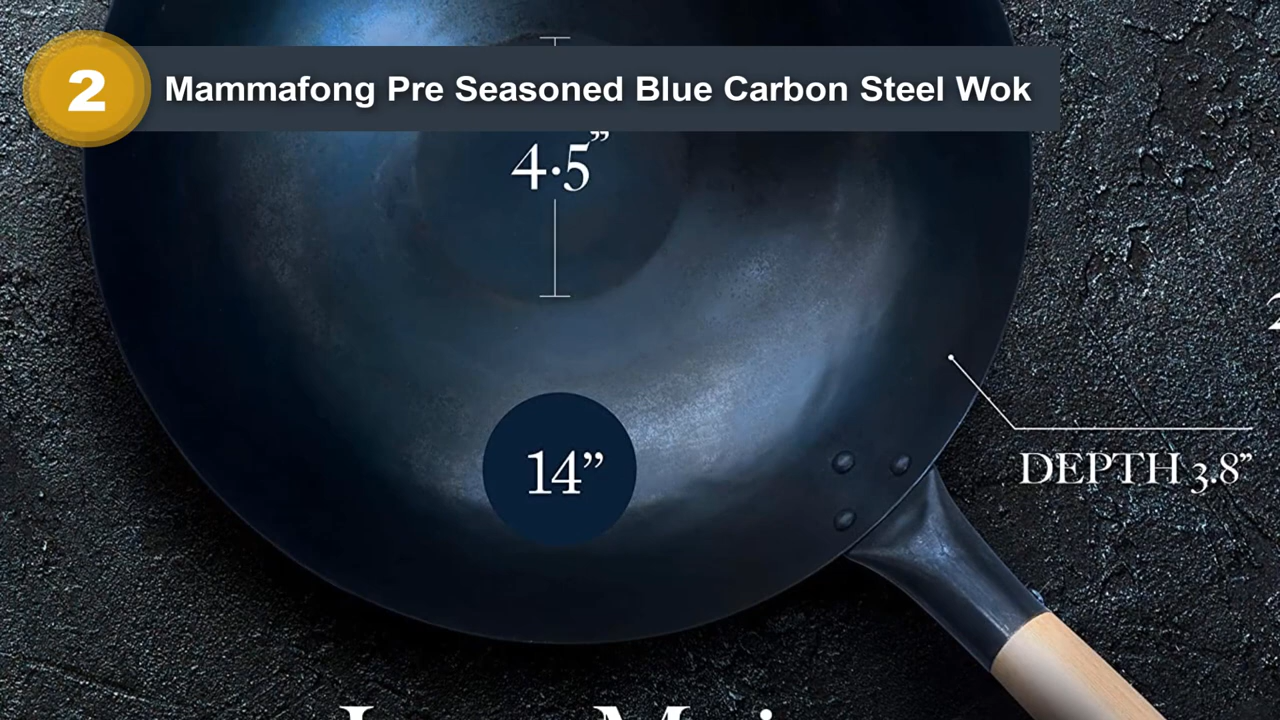 2
Mammafong Pre Seasoned Blue Carbon Steel Wok
4.5”
14”
DEPTH 3.8”